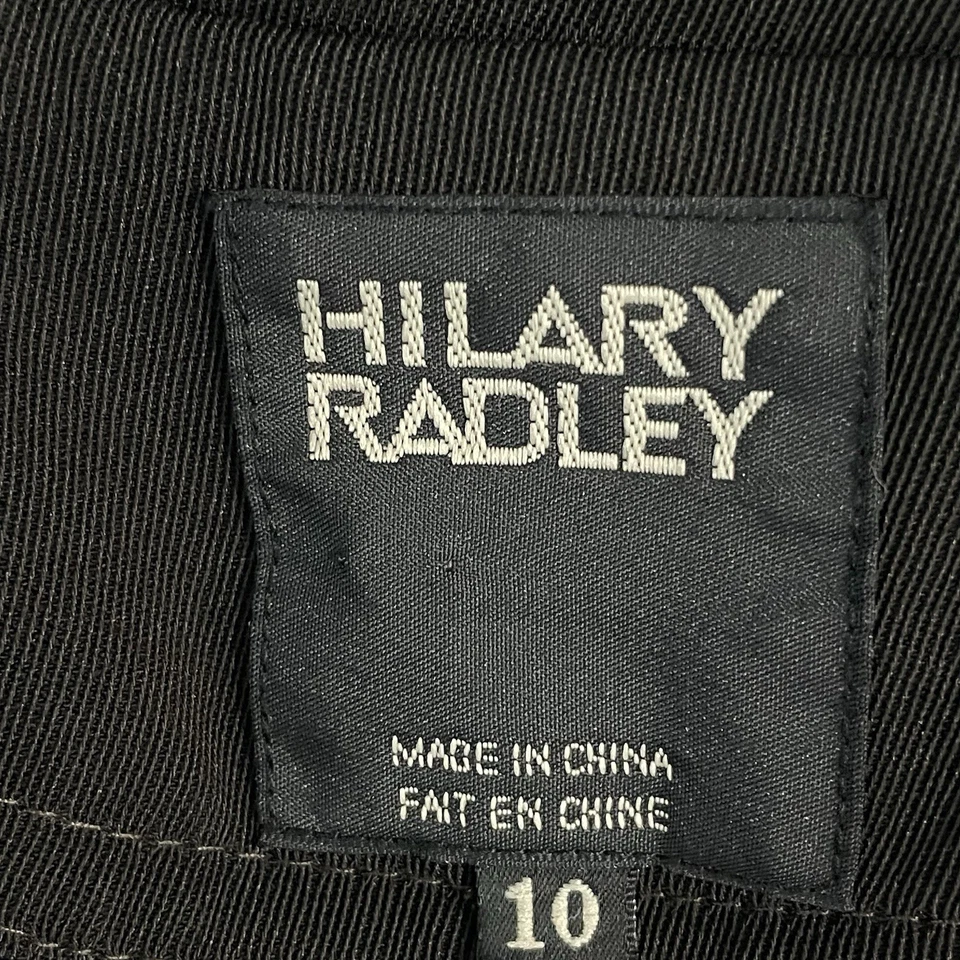 HILARY
RADLEY
MADE IN CHINA
FAIT EN CHINE
10